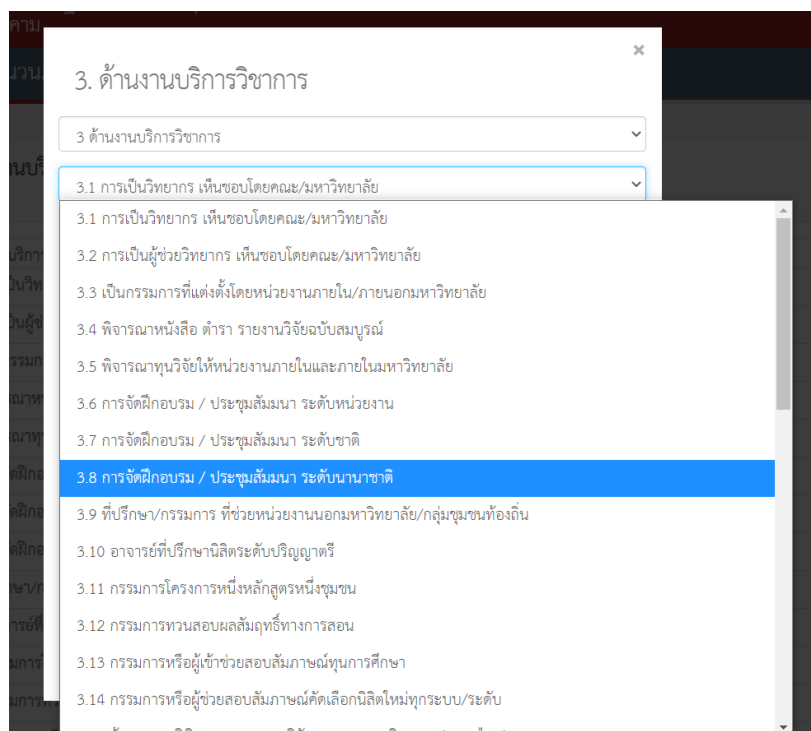 คาม
×
3. ด้านงานบริการวิชาการ
3 ด้านงานบริการวิชาการ
3.1 การเป็นวิทยากร เห็นชอบโดยคณะ/มหาวิทยาลัย
3.1 การเป็นวิทยากร เห็นชอบโดยคณะ/มหาวิทยาลัย
3.2 การเป็นผู้ช่วยวิทยากร เห็นชอบโดยคณะ/มหาวิทยาลัย
3.3 เป็นกรรมการที่แต่งตั้งโดยหน่วยงานภายใน/ภายนอกมหาวิทยาลัย
3.4 พิจารณาหนังสือ ตำรา รายงานวิจัยฉบับสมบูรณ์
3.5 พิจารณาทุนวิจัยให้หน่วยงานภายในและภายในมหาวิทยาลัย
3.6 การจัดฝึกอบรม / ประชุมสัมมนา ระดับหน่วยงาน
3.7 การจัดฝึกอบรม / ประชุมสัมมนา ระดับชาติ
3.8 การจัดฝึกอบรม / ประชุมสัมมนา ระดับนานาชาติ
3.9 ที่ปรึกษา/กรรมการ ที่ช่วยหน่วยงานนอกมหาวิทยาลัย/กลุ่มชุมชนท้องถิ่น
3.10 อาจารย์ที่ปรึกษานิสิตระดับปริญญาตรี
3.11 กรรมการโครงการหนึ่งหลักสูตรหนึ่งชุมชน
3.12 กรรมการทวนสอบผลสัมฤทธิ์ทางการสอน
3.13 กรรมการหรือผู้เข้าช่วยสอบสัมภาษณ์ทุนการศึกษา
3.14 กรรมการหรือผู้ช่วยสอบสัมภาษณ์คัดเลือกนิสิตใหม่ทุกระบบ/ระดับ